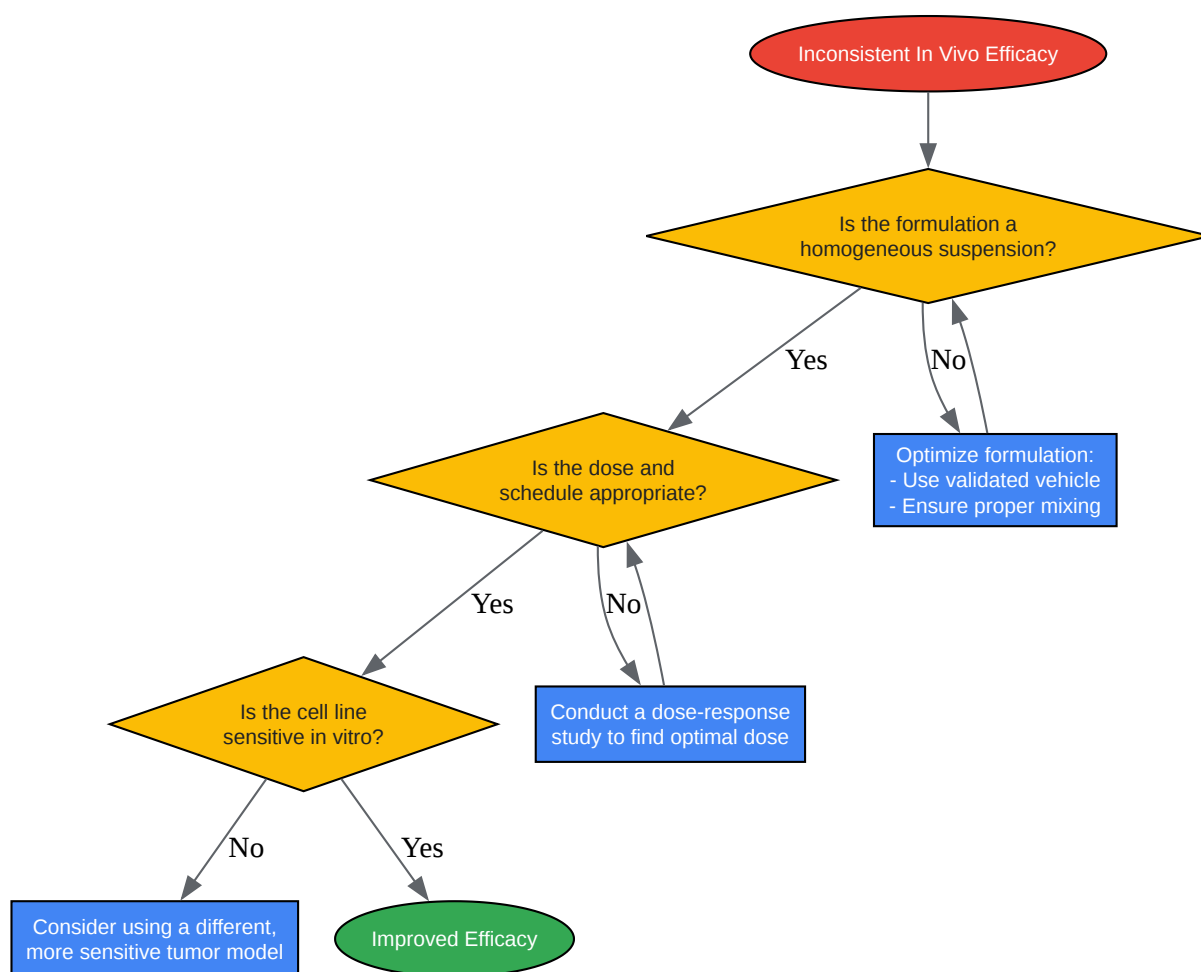 Inconsistent In Vivo Efficacy
Is the formulation a
homogeneous suspension?
Yes
No
Optimize formulation:
- Use validated vehicle
- Ensure proper mixing
Is the dose and
schedule appropriate?
Yes
No
Conduct a dose-response
study to find optimal dose
Is the cell line
sensitive in vitro?
No
Yes
Consider using a different,
more sensitive tumor model
Improved Efficacy